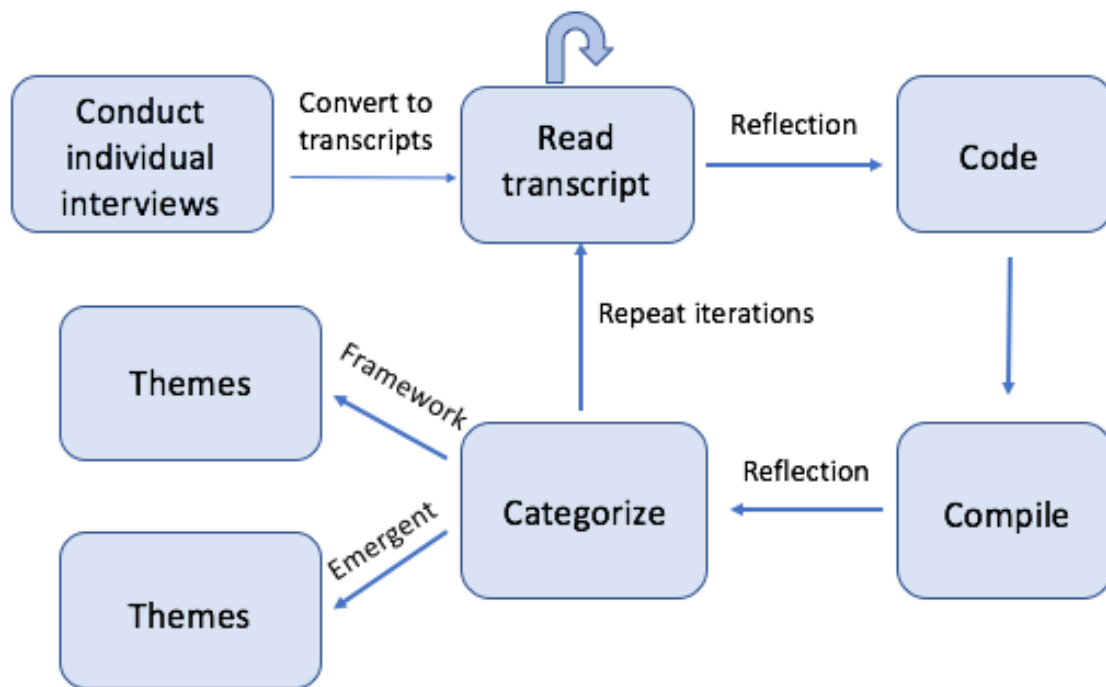 Conduct
individual
interviews
Convert to
transcripts
Read
transcript
Reflection
Code
Repeat iterations
Themes
Framework
Categorize
Reflection
Compile
Emergent
Themes